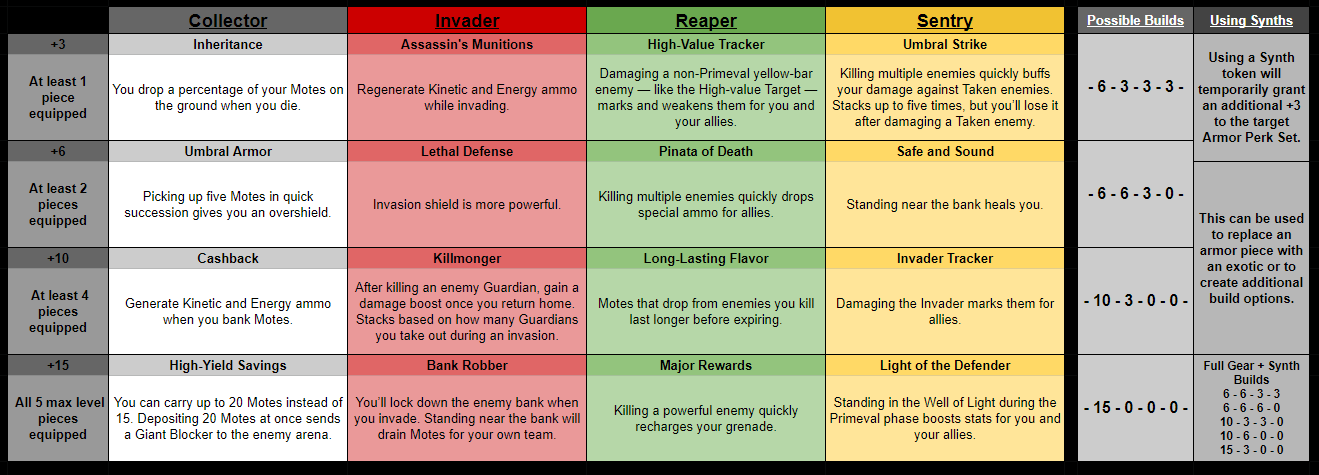 Collector Invader Reaper Sentry Possible Builds Using Synths
+3 Inheritance Assassin's Munitions High-Value Tracker Umbral Strike
At least 1
piece
equipped
You drop a percentage of your Motes on
the ground when you die.
Regenerate Kinetic and Energy ammo
while invading.
Damaging a non-Primeval yellow-bar
enemy — like the High-value Target —
marks and weakens them for you and
your allies.
Killing multiple enemies quickly buffs
your damage against Taken enemies.
Stacks up to five times, but you'll lose it
after damaging a Taken enemy.
- 6 - 3 - 3 - 3 -
Using a Synth
token will
temporarily grant
an additional +3
to the target
Armor Perk Set.
+6 Umbral Armor Lethal Defense Pinata of Death Safe and Sound
At least 2
pieces
equipped
Picking up five Motes in quick
succession gives you an overshield.
Invasion shield is more powerful.
Killing multiple enemies quickly drops
special ammo for allies.
Standing near the bank heals you.
- 6 - 6 - 3 - 0 -
This can be used
to replace an
armor piece with
an exotic or to
create additional
build options.
+10 Cashback Killmonger Long-Lasting Flavor Invader Tracker
At least 4
pieces
equipped
Generate Kinetic and Energy ammo
when you bank Motes.
After killing an enemy Guardian, gain a
damage boost once you return home.
Stacks based on how many Guardians
you take out during an invasion.
Motes that drop from enemies you kill
last longer before expiring.
Damaging the Invader marks them for
allies.
- 10 - 3 - 0 - 0 -
+15 High-Yield Savings Bank Robber Major Rewards Light of the Defender
All 5 max level
pieces
equipped
You can carry up to 20 Motes instead of
15. Depositing 20 Motes at once sends
a Giant Blocker to the enemy arena.
You'll lock down the enemy bank when
you invade. Standing near the bank will
drain Motes for your own team.
Killing a powerful enemy quickly
recharges your grenade.
Standing in the Well of Light during the
Primeval phase boosts stats for you and
your allies.
- 15 - 0 - 0 - 0 -
Full Gear + Synth
Builds
6 - 6 - 3 - 3
6 - 6 - 6 - 0
10 - 3 - 3 - 0
10 - 6 - 0 - 0
15 - 3 - 0 - 0